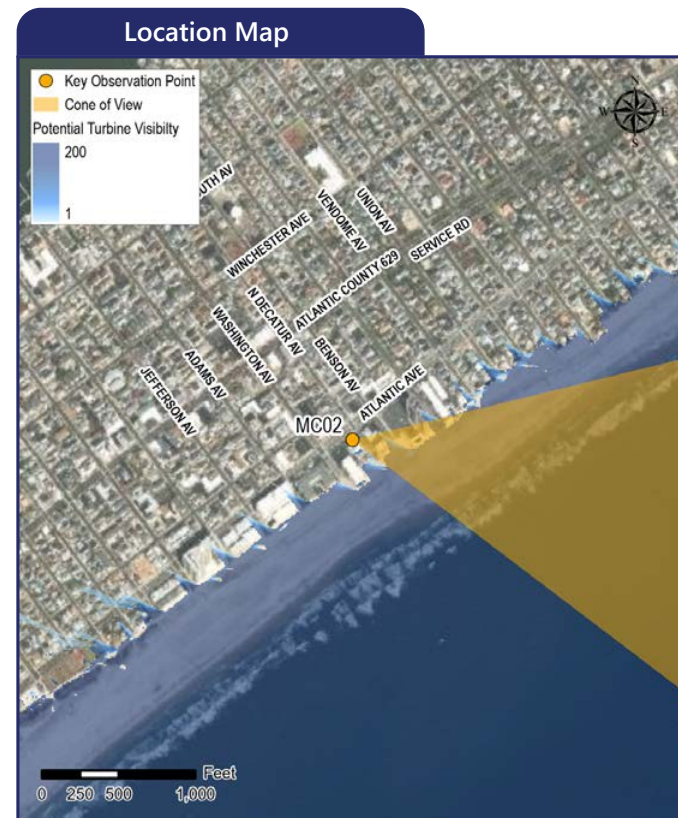 Location Map
Key Observation Point
Cone of View
Potential Turbine Visibilty
200
1
N
W
E
S
UTH AV
WINCHESTER AVE
VENDOME AV
UNION AV
SERVICE RD
ATLANTIC COUNTY 629
N DECATUR AV
WASHINGTON AV
BENSON AV
ADAMS AV
JEFFERSON AV
ATLANTIC AVE
MC02
Feet
0 250 500 1,000